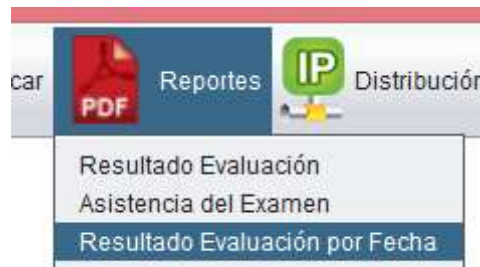 car PDF Reportes IP Distribución
Resultado Evaluación
Asistencia del Examen
Resultado Evaluación por Fecha